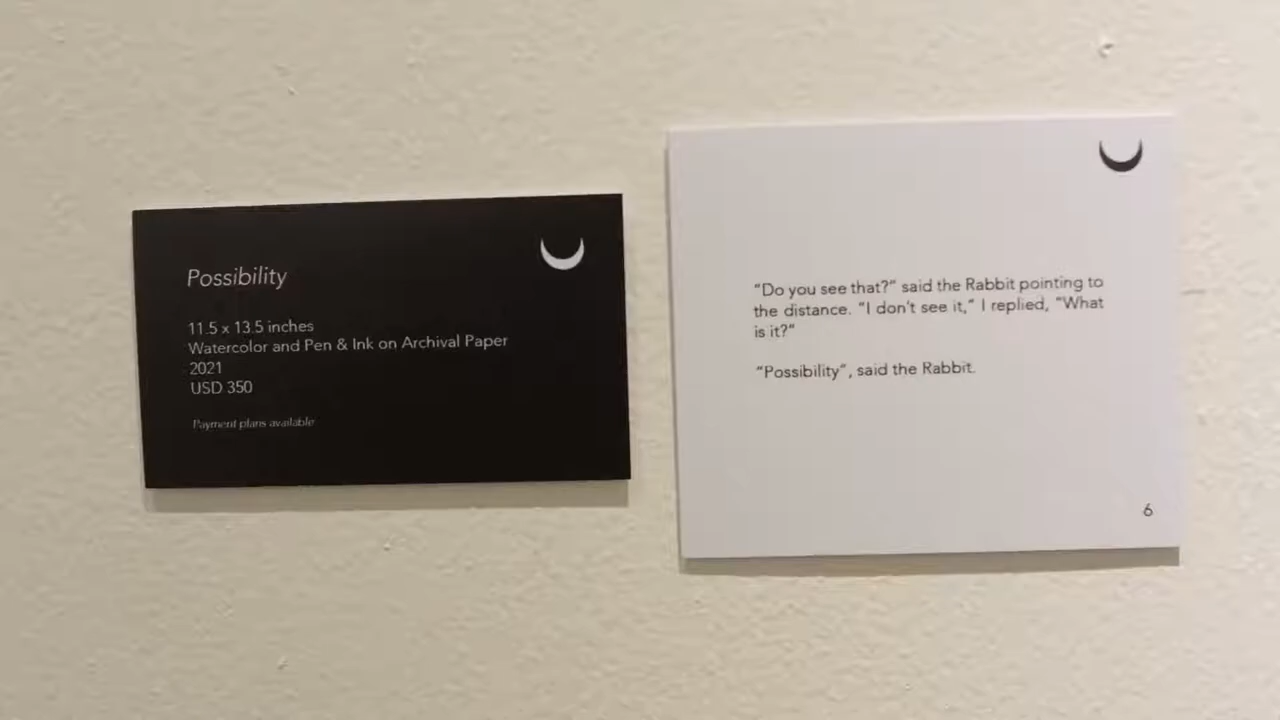 Possibility
11.5 x 13.5 inches
Watercolor and Pen & Ink on Archival Paper
2021
USD 350
Payment plans available
“Do you see that?” said the Rabbit pointing to
the distance. “I don’t see it,” I replied, “What
is it?”
“Possibility”, said the Rabbit.
6